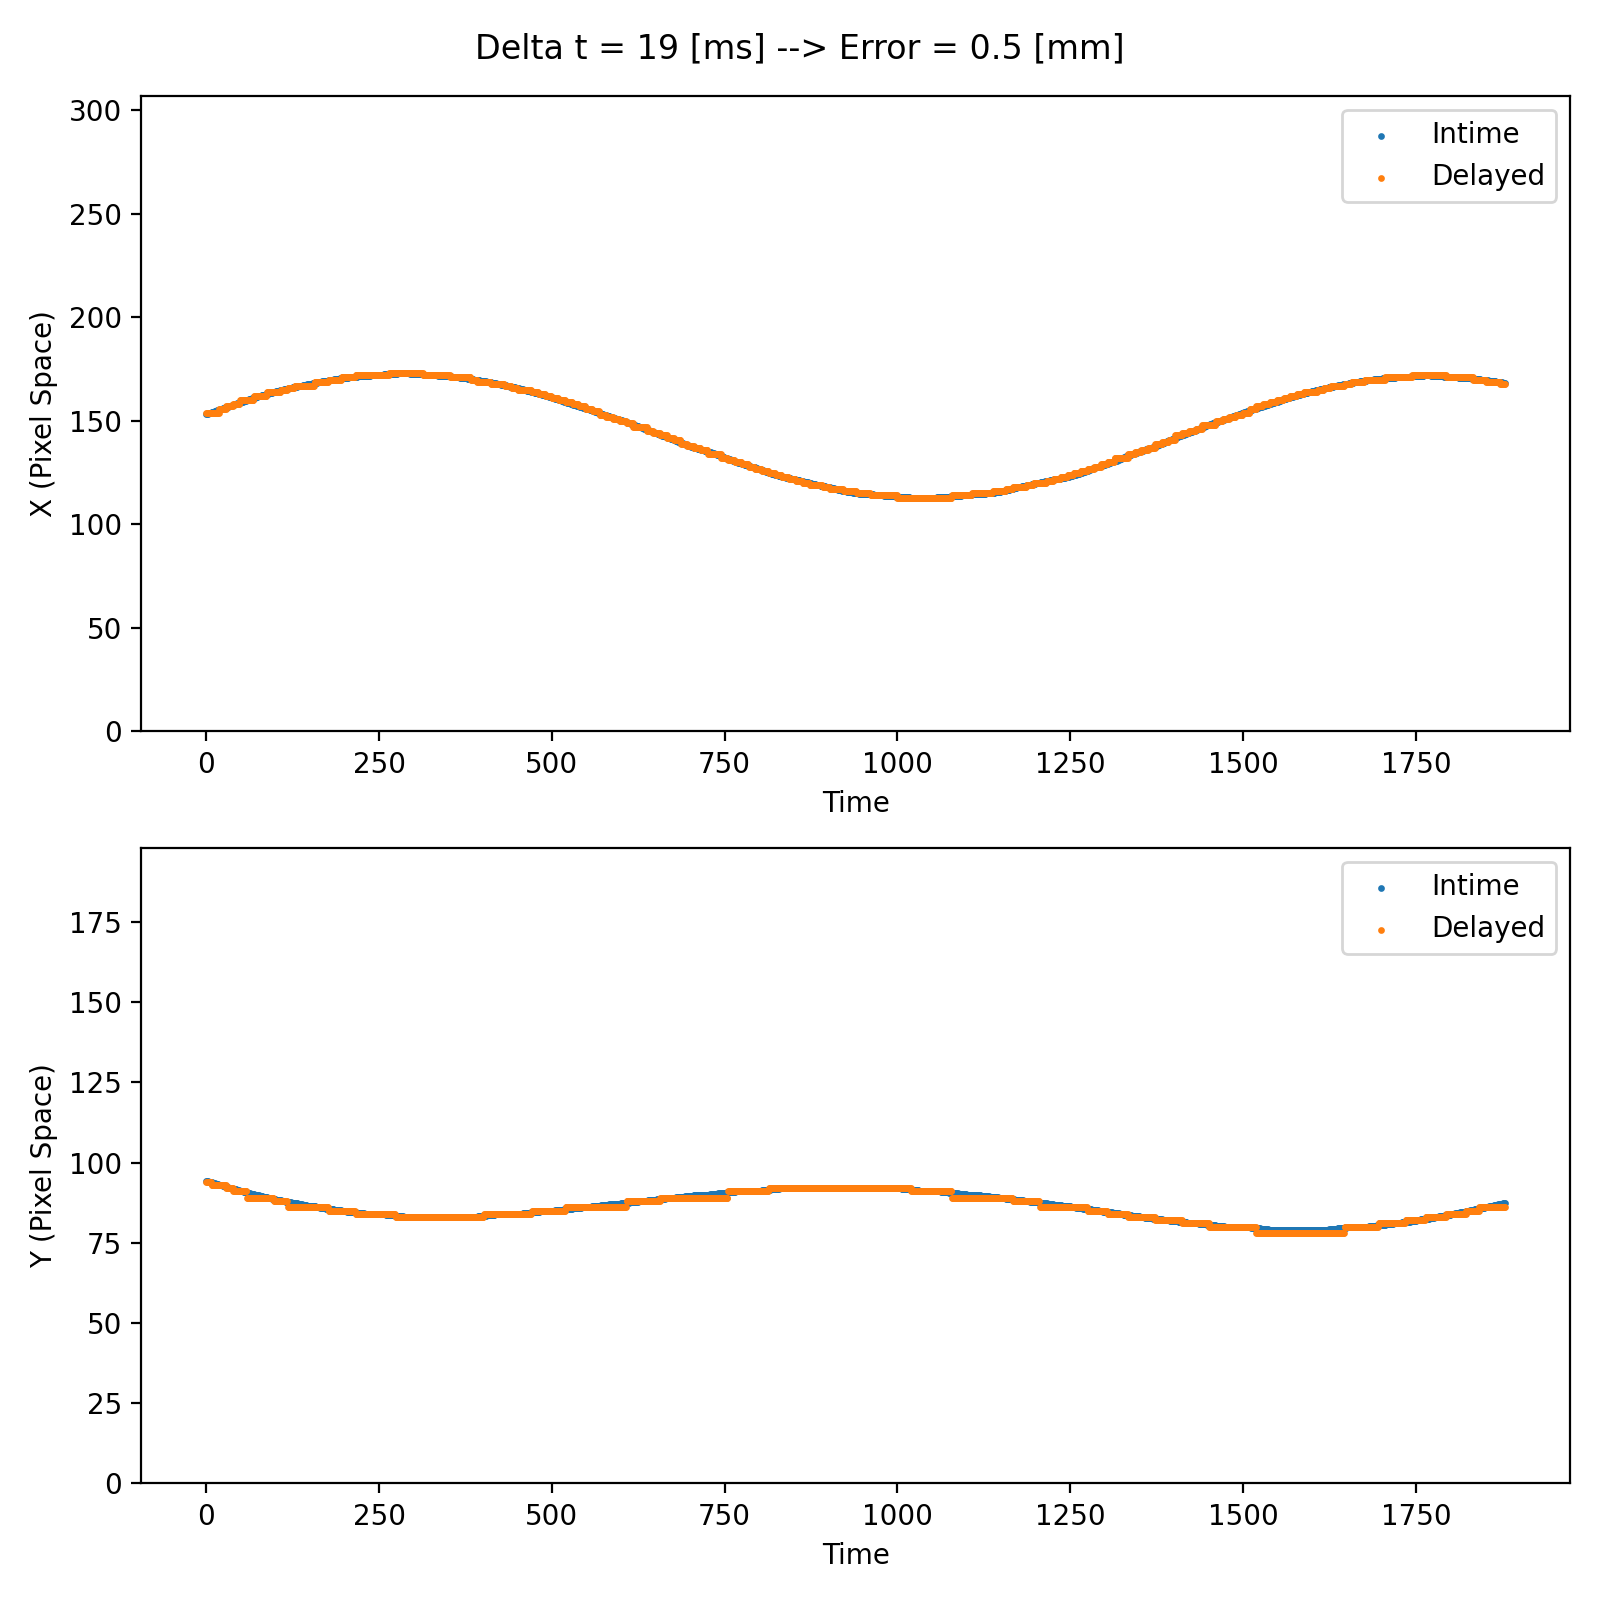 Delta t = 19 [ms] --> Error = 0.5 [mm]
300
250
200
150
100
50
0
X (Pixel Space)
Intime
Delayed
0 250 500 750 1000 1250 1500 1750
Time
175
150
125
100
75
50
25
0
Y (Pixel Space)
Intime
Delayed
0 250 500 750 1000 1250 1500 1750
Time